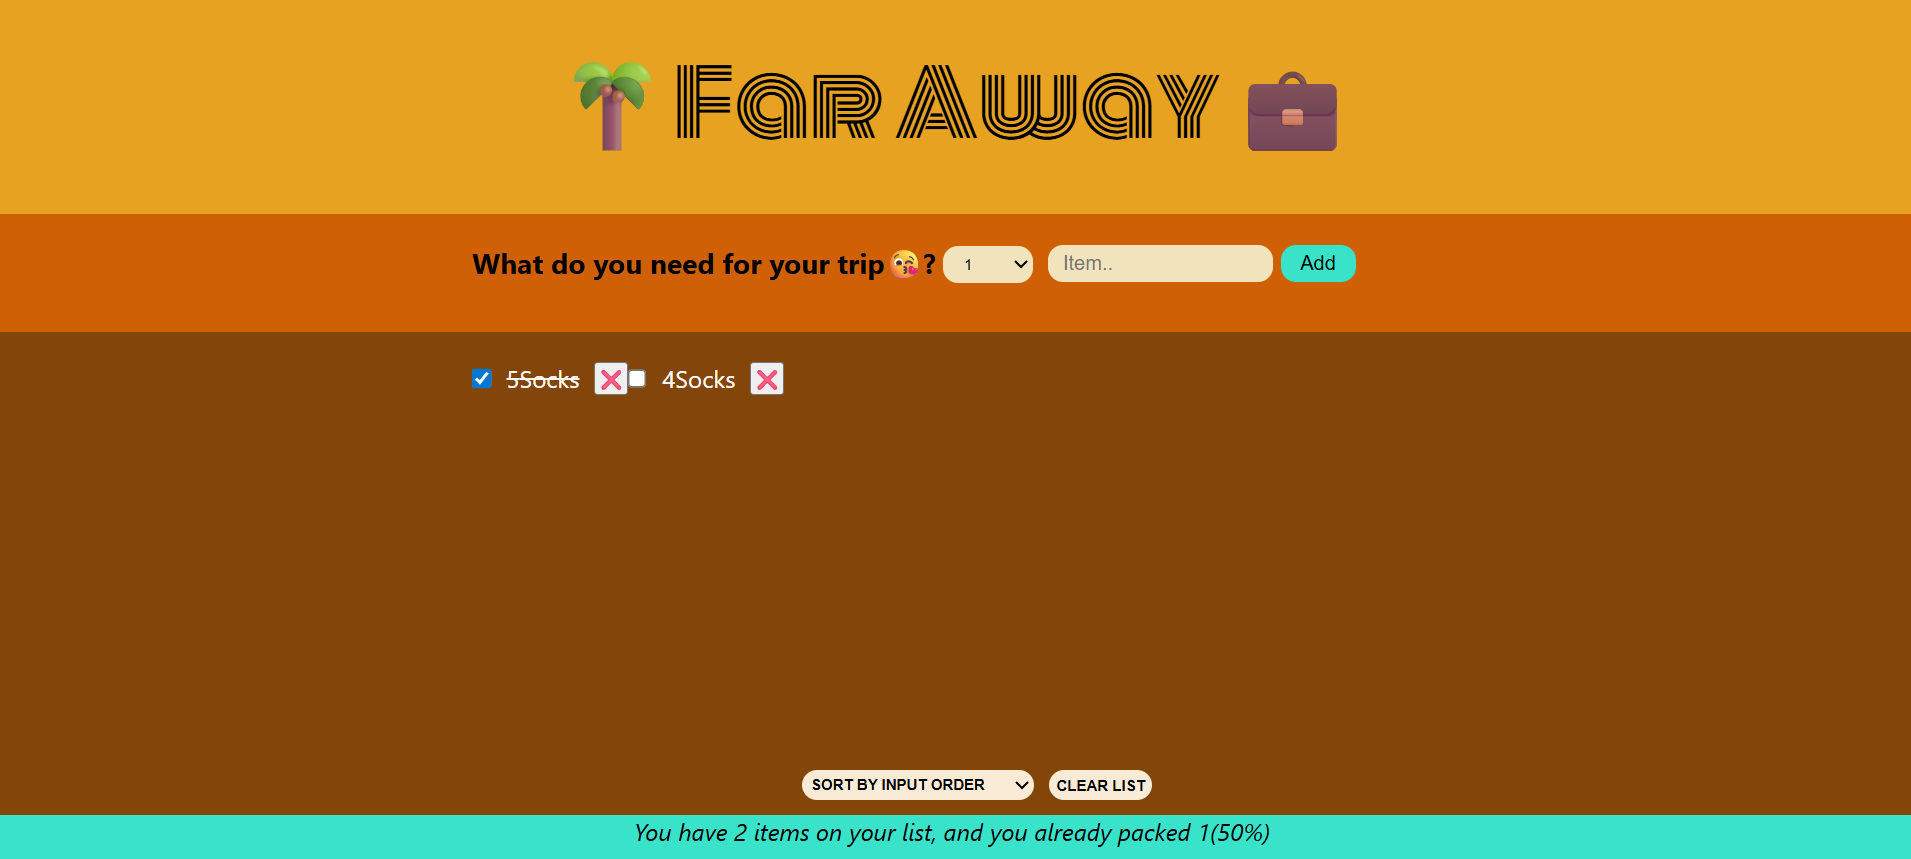 🌴 Far Away 💼
What do you need for your trip 😘? 1 Item.. Add
5Socks ❌ 4Socks ❌
SORT BY INPUT ORDER CLEAR LIST
You have 2 items on your list, and you already packed 1(50%)